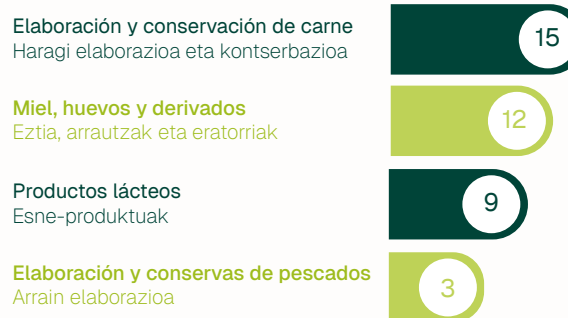 Elaboración y conservación de carne
Haragi elaborazioa eta kontserbazioa
15
Miel, huevos y derivados
Eztia, arrautzak eta eratorriak
12
Productos lácteos
Esne-produktuak
9
Elaboración y conservas de pescados
Arrain elaborazioa
3